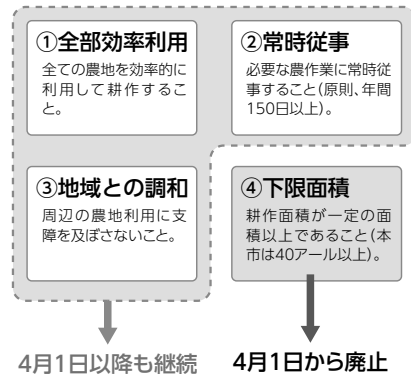 ①全部効率利用
全ての農地を効率的に
利用して耕作するこ
と。
②常時従事
必要な農作業に常時従
事すること(原則、年間
150日以上)。
③地域との調和
周辺の農地利用に支
障を及ぼさないこと。
④下限面積
耕作面積が一定の面
積以上であること(本
市は40アール以上)。
4月1日以降も継続
4月1日から廃止